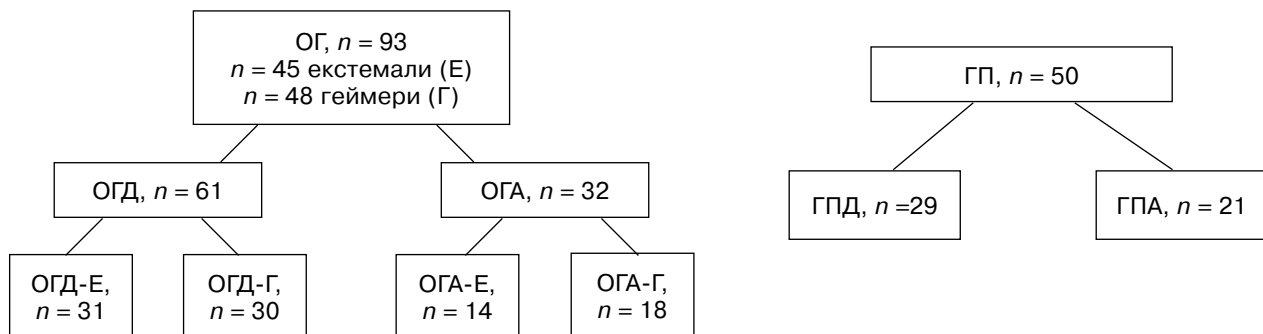 ОГ, n = 93
n = 45 екстемали (Е)
n = 48 геймери (Г)
ГП, n = 50
ОГД, n = 61
ОГА, n = 32
ГПД, n =29
ГПА, n = 21
ОГД-Е,
n = 31
ОГД-Г,
n = 30
ОГА-Е,
n = 14
ОГА-Г,
n = 18